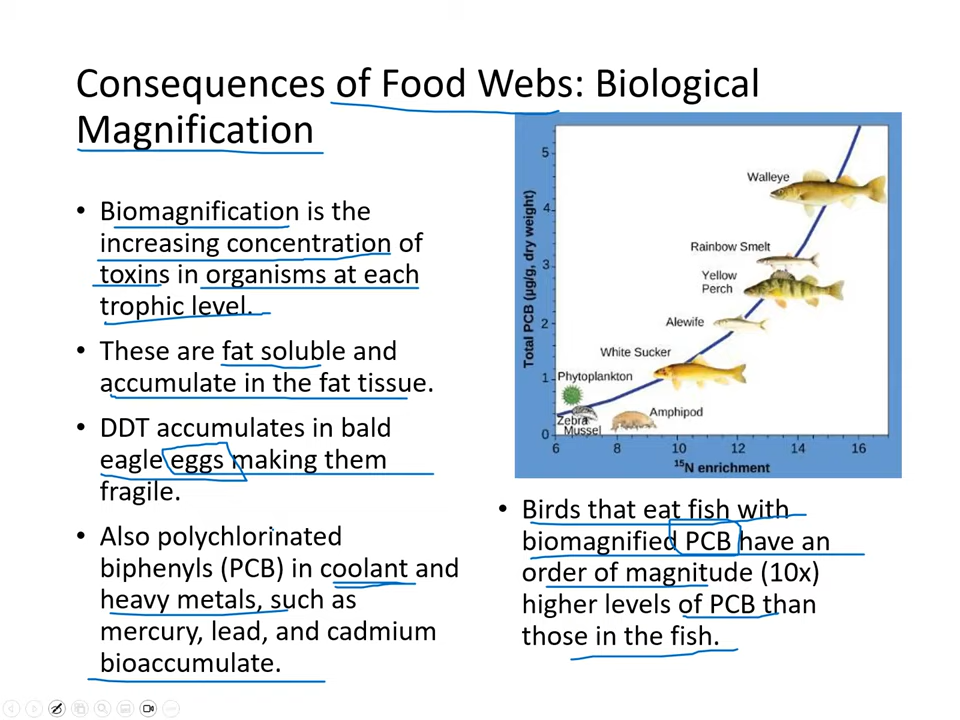 Consequences of Food Webs: Biological
Magnification
• Biomagnification is the
increasing concentration of
toxins in organisms at each
trophic level.
• These are fat soluble and
accumulate in the fat tissue.
• DDT accumulates in bald
eagle eggs making them
fragile.
• Also polychlorinated
biphenyls (PCB) in coolant and
heavy metals, such as
mercury, lead, and cadmium
bioaccumulate.
Total PCB (µg/g, dry weight)
5
4
3
2
1
0
Walleye
Rainbow Smelt
Yellow
Perch
Alewife
White Sucker
Phytoplankton
Amphipod
Zebra
Mussel
6 8 10 12 14 16
15N enrichment
• Birds that eat fish with
biomagnified PCB have an
order of magnitude (10x)
higher levels of PCB than
those in the fish.